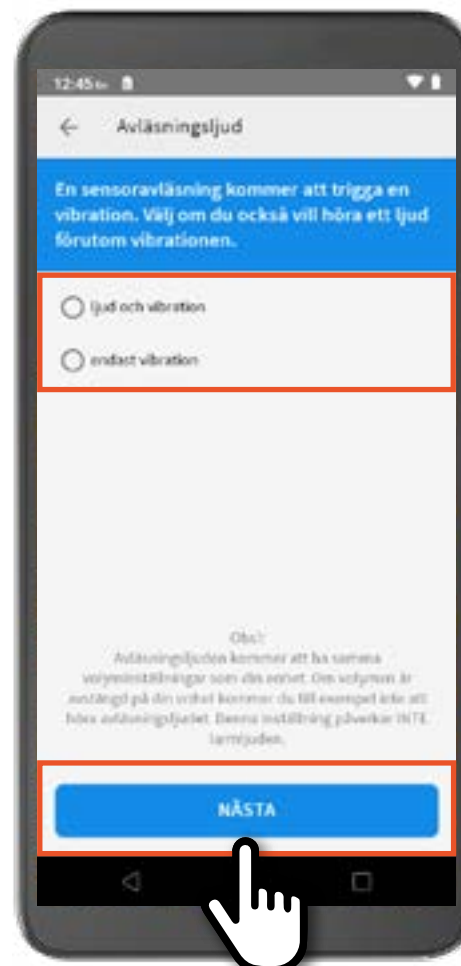 12:45
Avläsningsljud
En sensoravläsning kommer att trigga en
vibration. Välj om du också vill höra ett ljud
förutom vibrationen.
ljud och vibration
endast vibration
Obs!:
Avläsningsljuden kommer att ha samma
volyminställningar som din enhet. Om volymen är
avstängd på din enhet kommer du till exempel inte att
höra avläsningsljudet. Denna inställning påverkar INTE
larmljuden.
NÄSTA